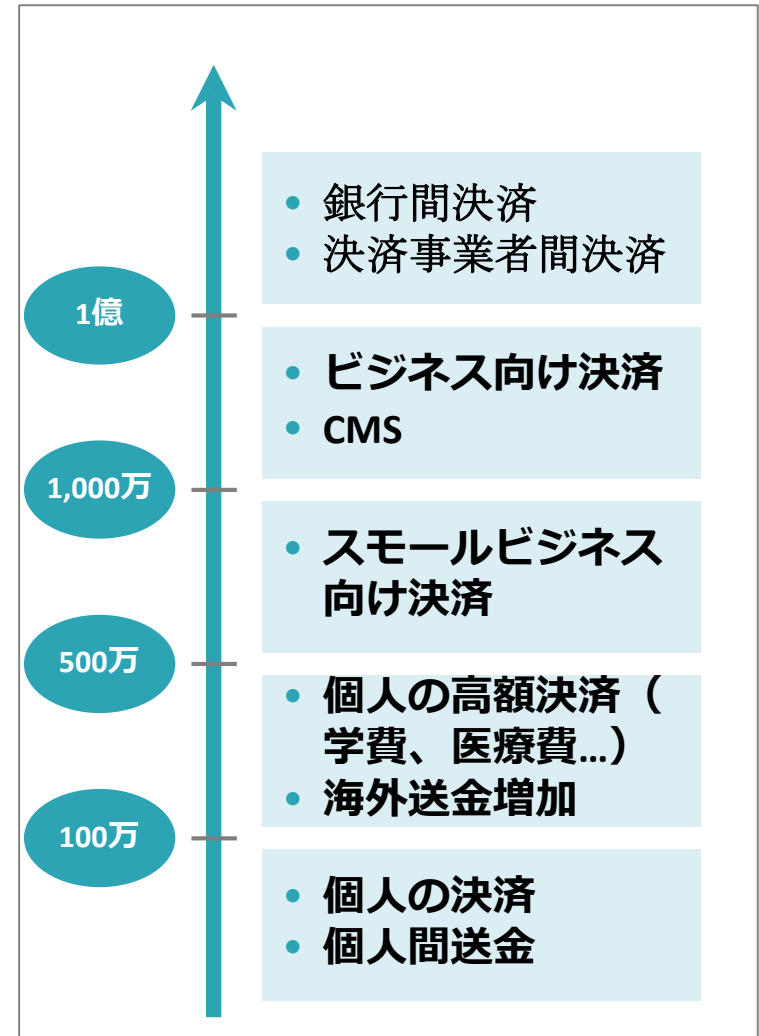 • 銀行間決済
• 決済事業者間決済
1億
• ビジネス向け決済
• CMS
1,000万
• スモールビジネス
向け決済
500万
• 個人の高額決済（
学費、医療費…）
• 海外送金増加
100万
• 個人の決済
• 個人間送金